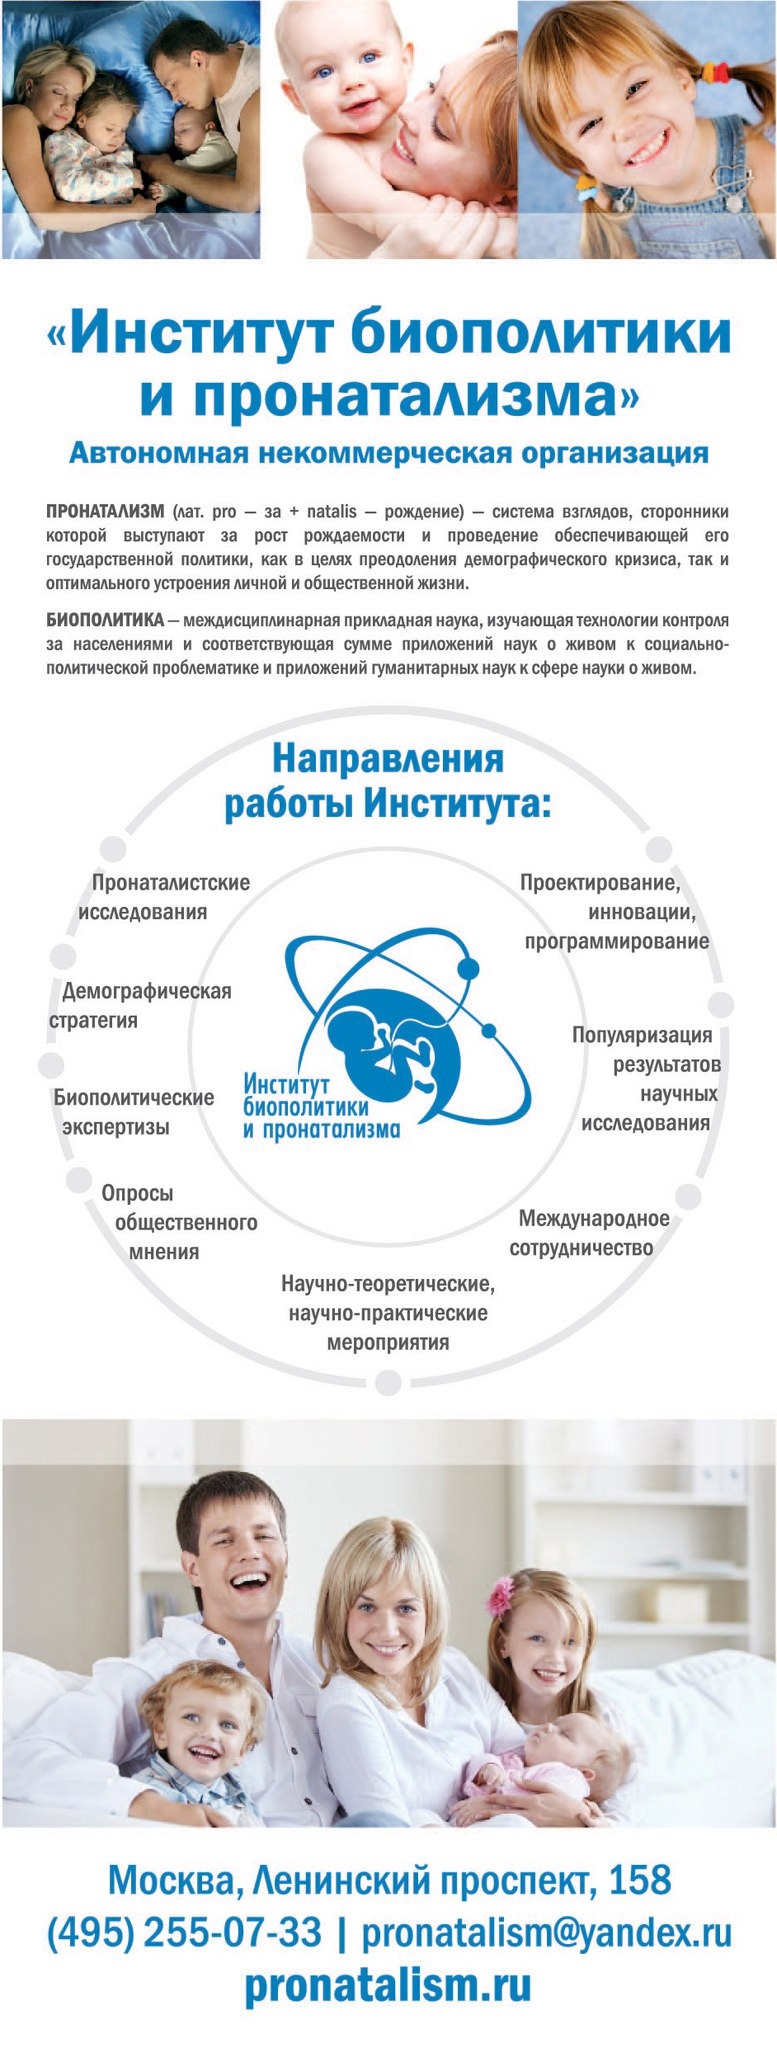 «Институт биополитики
и пронатализма»
Автономная некоммерческая организация
ПРОНАТАЛИЗМ (лат. pro — за + natalis — рождение) — система взглядов, сторонники
которой выступают за рост рождаемости и проведение обеспечивающей его
государственной политики, как в целях преодоления демографического кризиса, так и
оптимального устроения личной и общественной жизни.
БИОПОЛИТИКА — междисциплинарная прикладная наука, изучающая технологии контроля
за населениями и соответствующая сумме приложений наук о живом к социально-
политической проблематике и приложений гуманитарных наук к сфере науки о живом.
Направления
работы Института:
Пронаталистские
исследования
Демографическая
стратегия
Биополитические
экспертизы
Опросы
общественного
мнения
Научно-теоретические,
научно-практические
мероприятия
Проектирование,
инновации,
программирование
Популяризация
результатов
научных
исследования
Международное
сотрудничество
Институт
биополитики
и пронатализма
Москва, Ленинский проспект, 158
(495) 255-07-33 | pronatalism@yandex.ru
pronatalism.ru